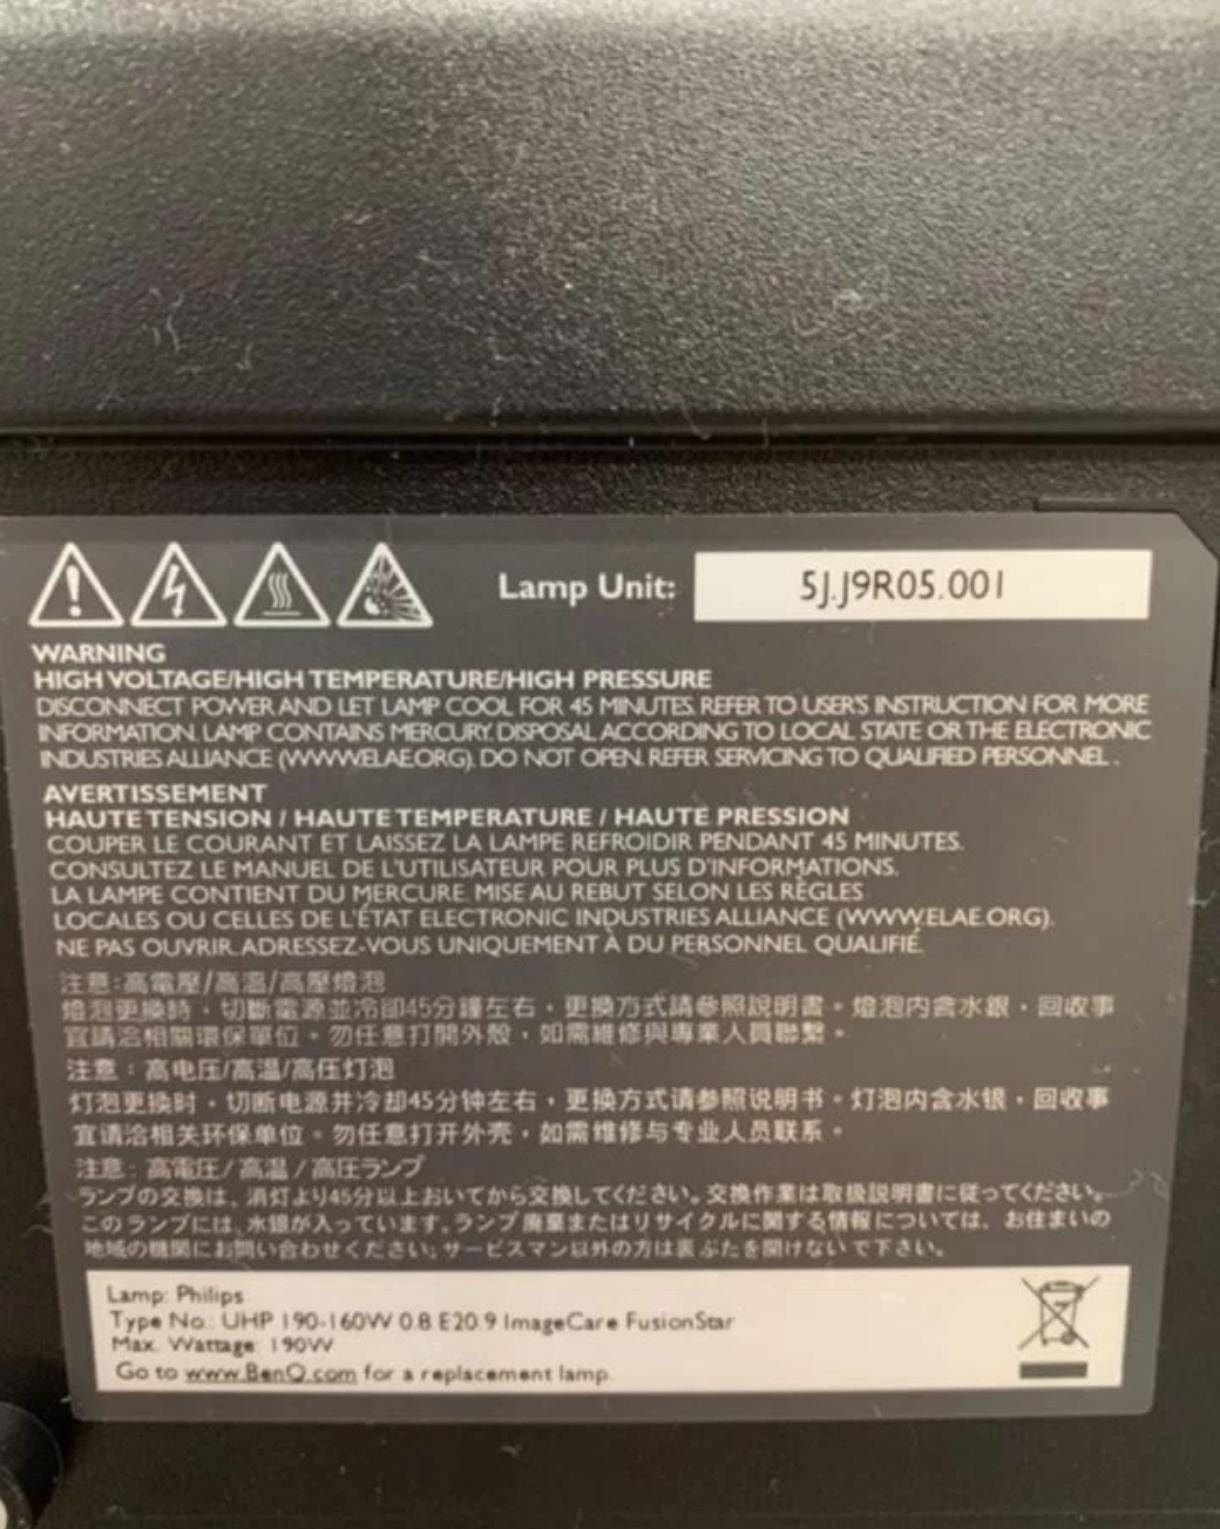 Lamp Unit: 5J.J9R05.001
WARNING
HIGH VOLTAGE/HIGH TEMPERATURE/HIGH PRESSURE
DISCONNECT POWER AND LET LAMP COOL FOR 45 MINUTES. REFER TO USER'S INSTRUCTION FOR MORE
INFORMATION. LAMP CONTAINS MERCURY. DISPOSAL ACCORDING TO LOCAL STATE OR THE ELECTRONIC
INDUSTRIES ALLIANCE (WWW.ELAE.ORG). DO NOT OPEN. REFER SERVICING TO QUALIFIED PERSONNEL.
AVERTISSEMENT
HAUTE TENSION / HAUTE TEMPERATURE / HAUTE PRESSION
COUPER LE COURANT ET LAISSEZ LA LAMPE REFROIDIR PENDANT 45 MINUTES.
CONSULTEZ LE MANUEL DE L'UTILISATEUR POUR PLUS D'INFORMATIONS.
LA LAMPE CONTIENT DU MERCURE. MISE AU REBUT SELON LES RÈGLES
LOCALES OU CELLES DE L'ÉTAT ELECTRONIC INDUSTRIES ALLIANCE (WWW.ELAE.ORG).
NE PAS OUVRIR. ADRESSEZ-VOUS UNIQUEMENT À DU PERSONNEL QUALIFIÉ.
注意:高電壓/高溫/高壓燈泡
燈泡更換時，切斷電源並冷卻45分鐘左右，更換方式請參照說明書。燈泡內含水銀，回收事
宜請洽相關環保單位。勿任意打開外殼，如需維修與專業人員聯繫。
注意：高电压/高温/高压灯泡
灯泡更换时，切断电源并冷却45分钟左右，更换方式请参照说明书。灯泡内含水银，回收事
宜请洽相关环保单位。勿任意打开外壳，如需维修与专业人员联系。
注意：高電圧/高温/高圧ランプ
ランプの交換は、消灯より45分以上おいてから交換してください。交換作業は取扱説明書に従ってください。
このランプには、水銀が入っています。ランプ廃棄またはリサイクルに関する情報については、お住まいの
地域の機関にお問い合わせください。サービスマン以外の方は裏ぶたを開けないで下さい。
Lamp: Philips
Type No.: UHP 190-160W 0.8 E20.9 ImageCare FusionStar
Max. Wattage: 190W
Go to www.BenQ.com for a replacement lamp.